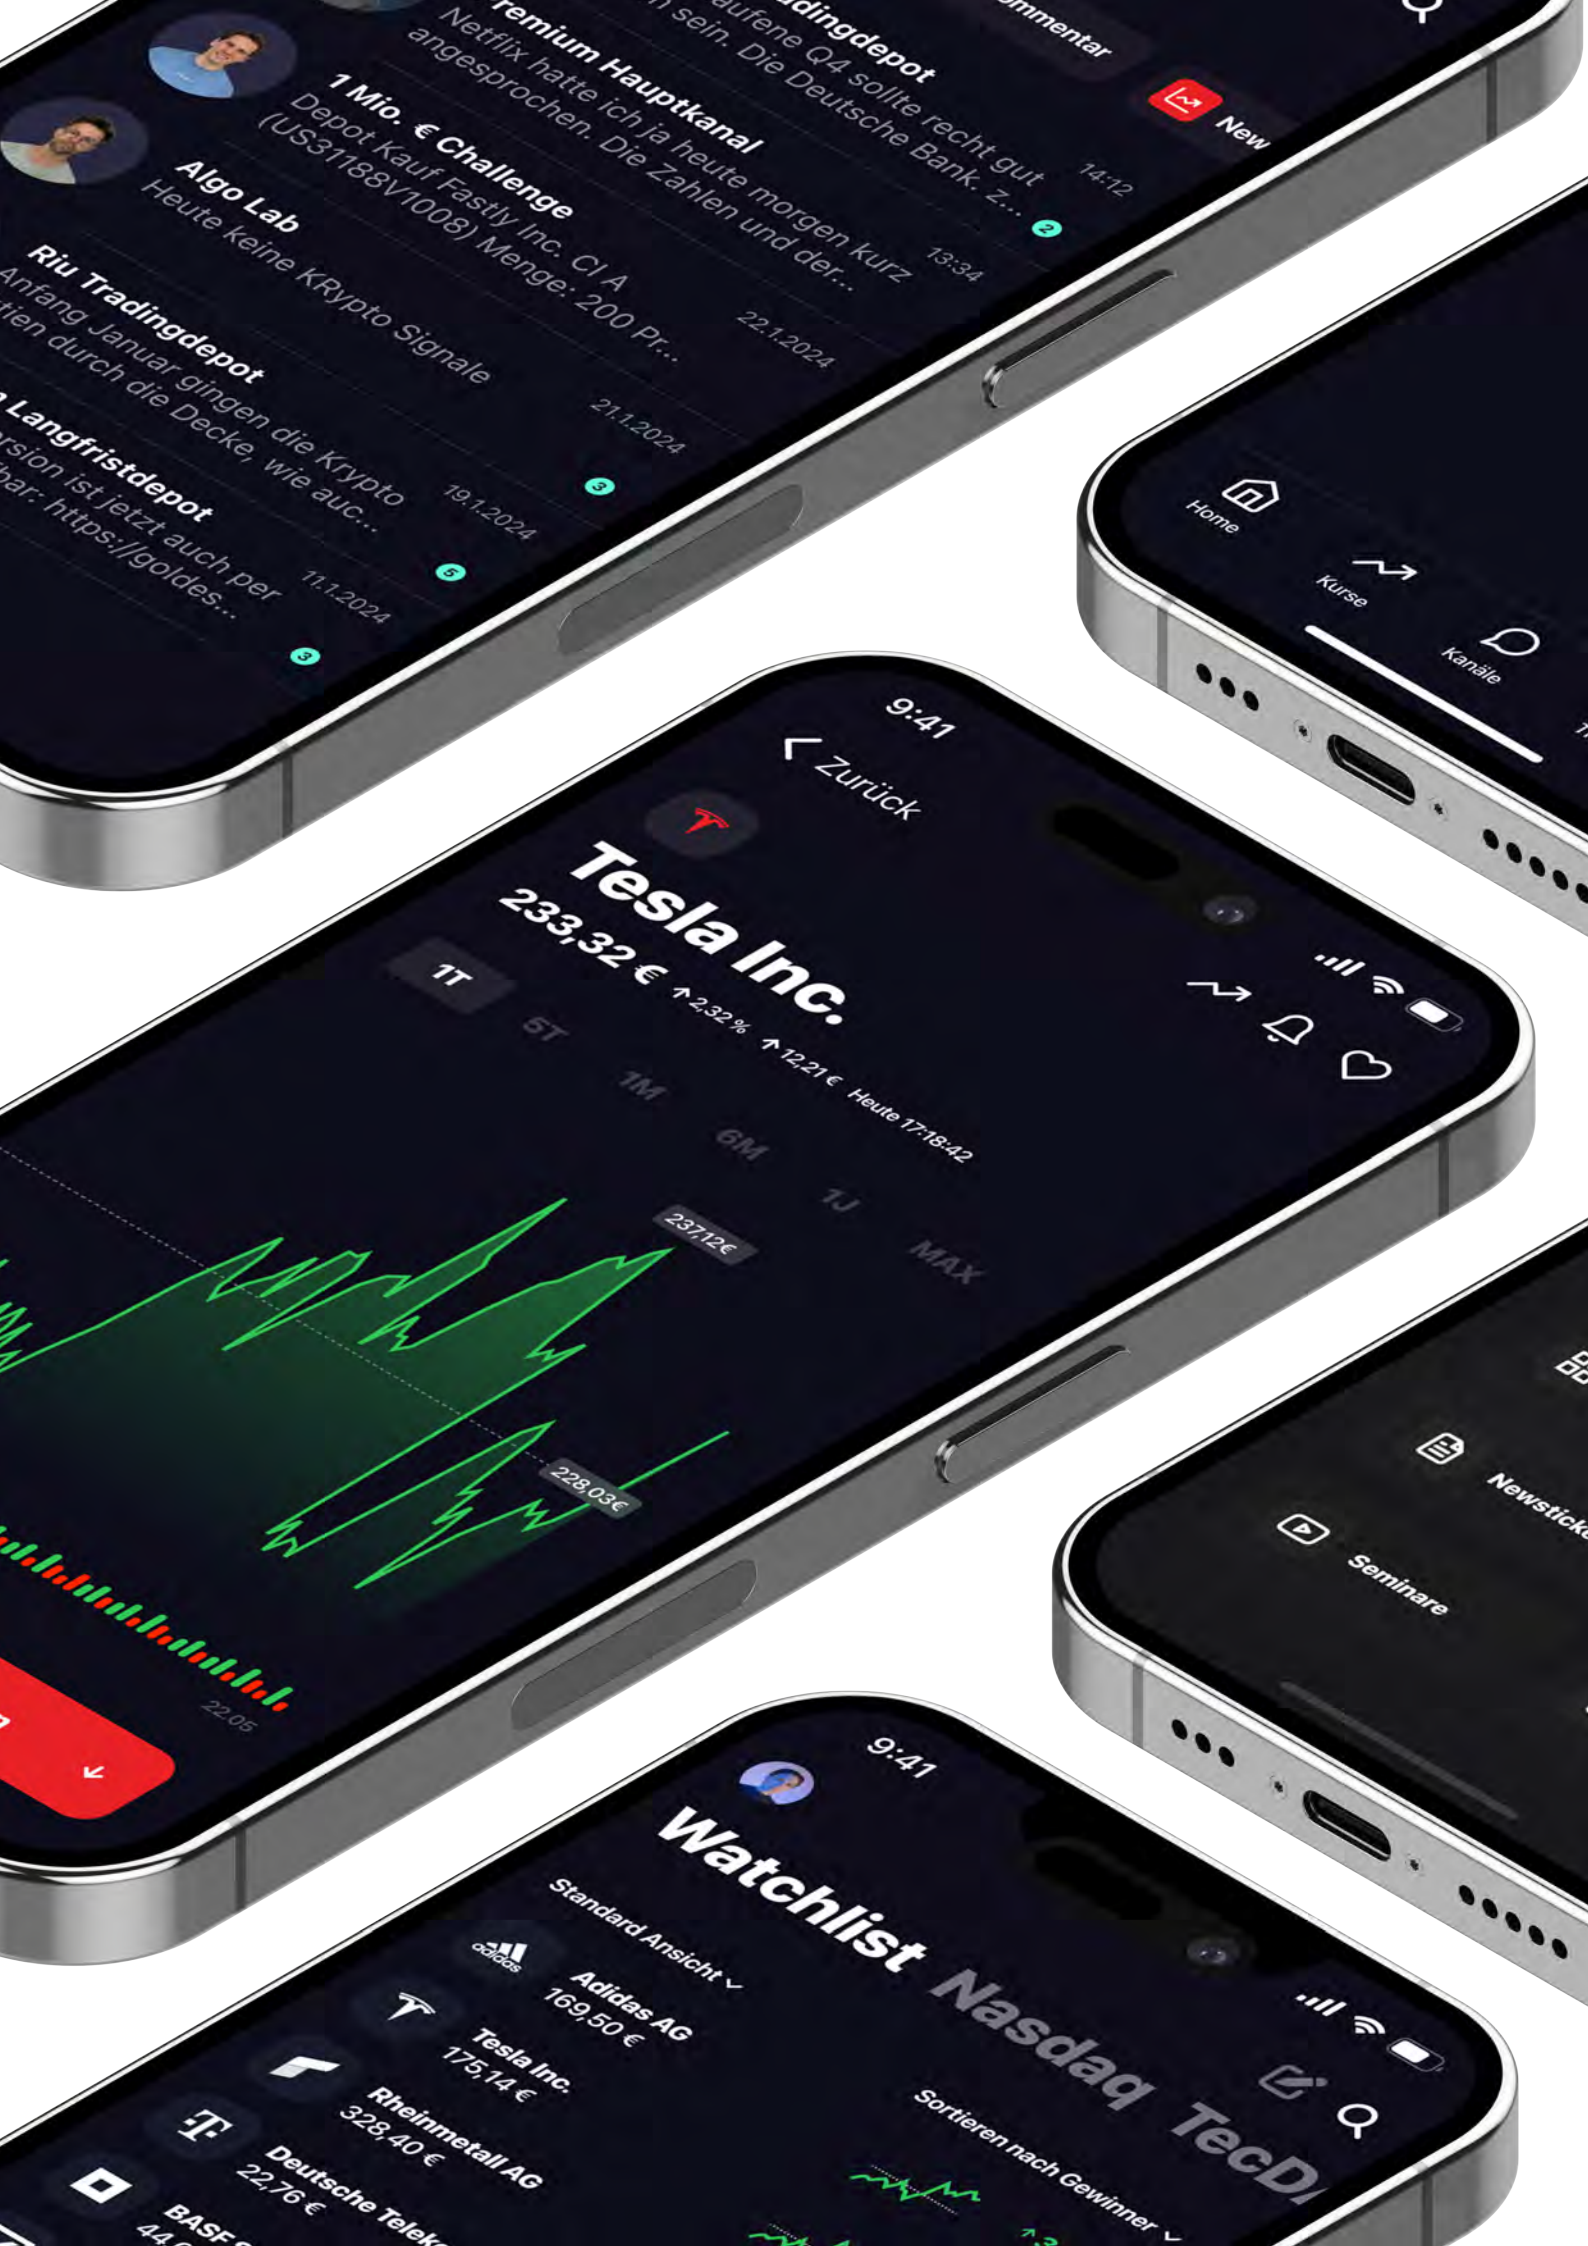 ommentar
New
adingdepot
aufene Q4 sollte recht gut
n sein. Die Deutsche Bank. z...
14:12
2
remium Hauptkanal
Netflix hatte ich ja heute morgen kurz
angesprochen. Die Zahlen und der...
13:34
1 Mio. € Challenge
Depot Kauf Fastly Inc. Cl A
(US31188V1008) Menge: 200 Pr...
22.1.2024
Algo Lab
Heute keine KRypto Signale
21.1.2024
3
Riu Tradingdepot
Anfang Januar gingen die Krypto
tien durch die Decke, wie auc...
19.1.2024
5
Langfristdepot
rsion ist jetzt auch per
bar: https://goldes...
11.1.2024
3
Home
Kurse
Kanäle
9:41
Zurück
Tesla Inc.
233,32 € ↑ 2,32 % ↑ 12,21 € Heute 17:18:42
1T 5T 1M 6M 1J MAX
237,12€
228,03€
22.05
Newsticke
Seminare
9:41
Watchlist Nasdaq TecD
Standard Ansicht
Sortieren nach Gewinner
adidas
Adidas AG
169,50 €
Tesla Inc.
175,14 €
Rheinmetall AG
328,40 €
Deutsche Teleko
22,76 €
BASF S
44,